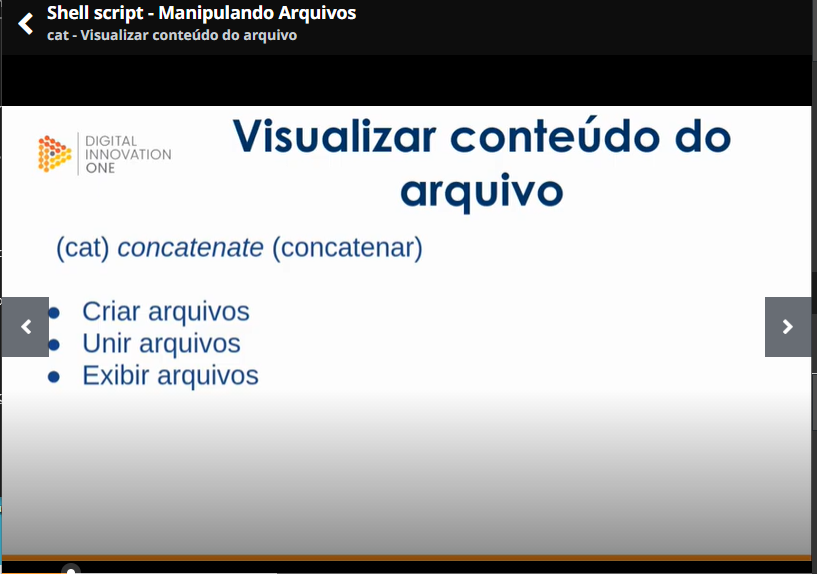 Shell script - Manipulando Arquivos
cat - Visualizar conteúdo do arquivo
DIGITAL
INNOVATION
ONE
Visualizar conteúdo do
arquivo
(cat) concatenate (concatenar)
● Criar arquivos
● Unir arquivos
● Exibir arquivos